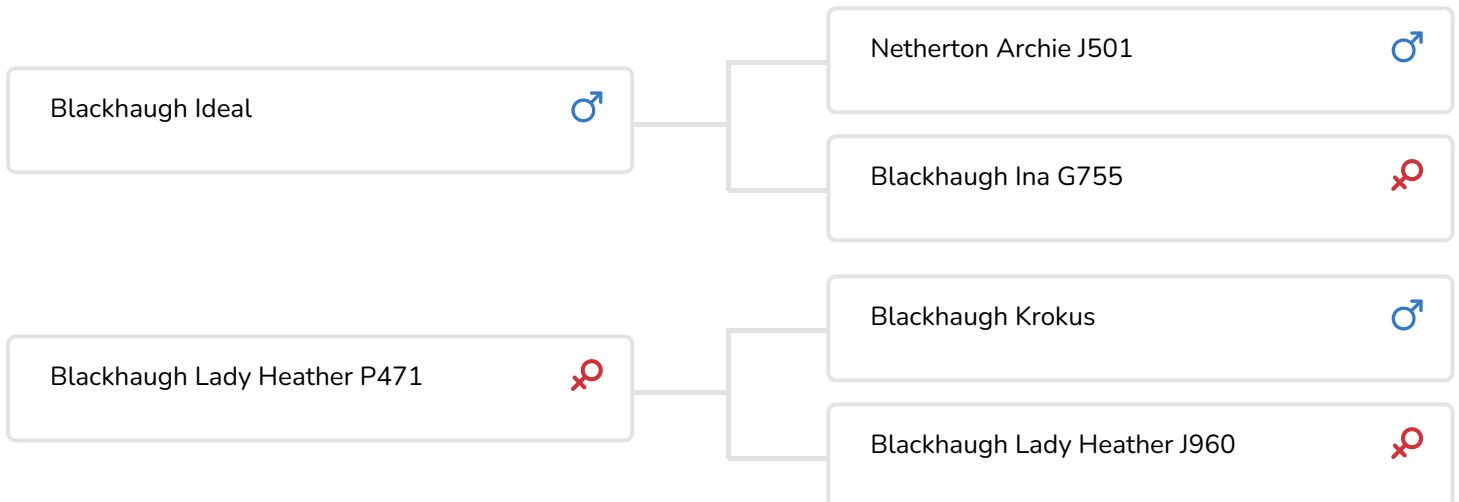 Netherton Archie J501
Blackhaugh Ideal
Blackhaugh Ina G755
Blackhaugh Krokus
Blackhaugh Lady Heather P471
Blackhaugh Lady Heather J960